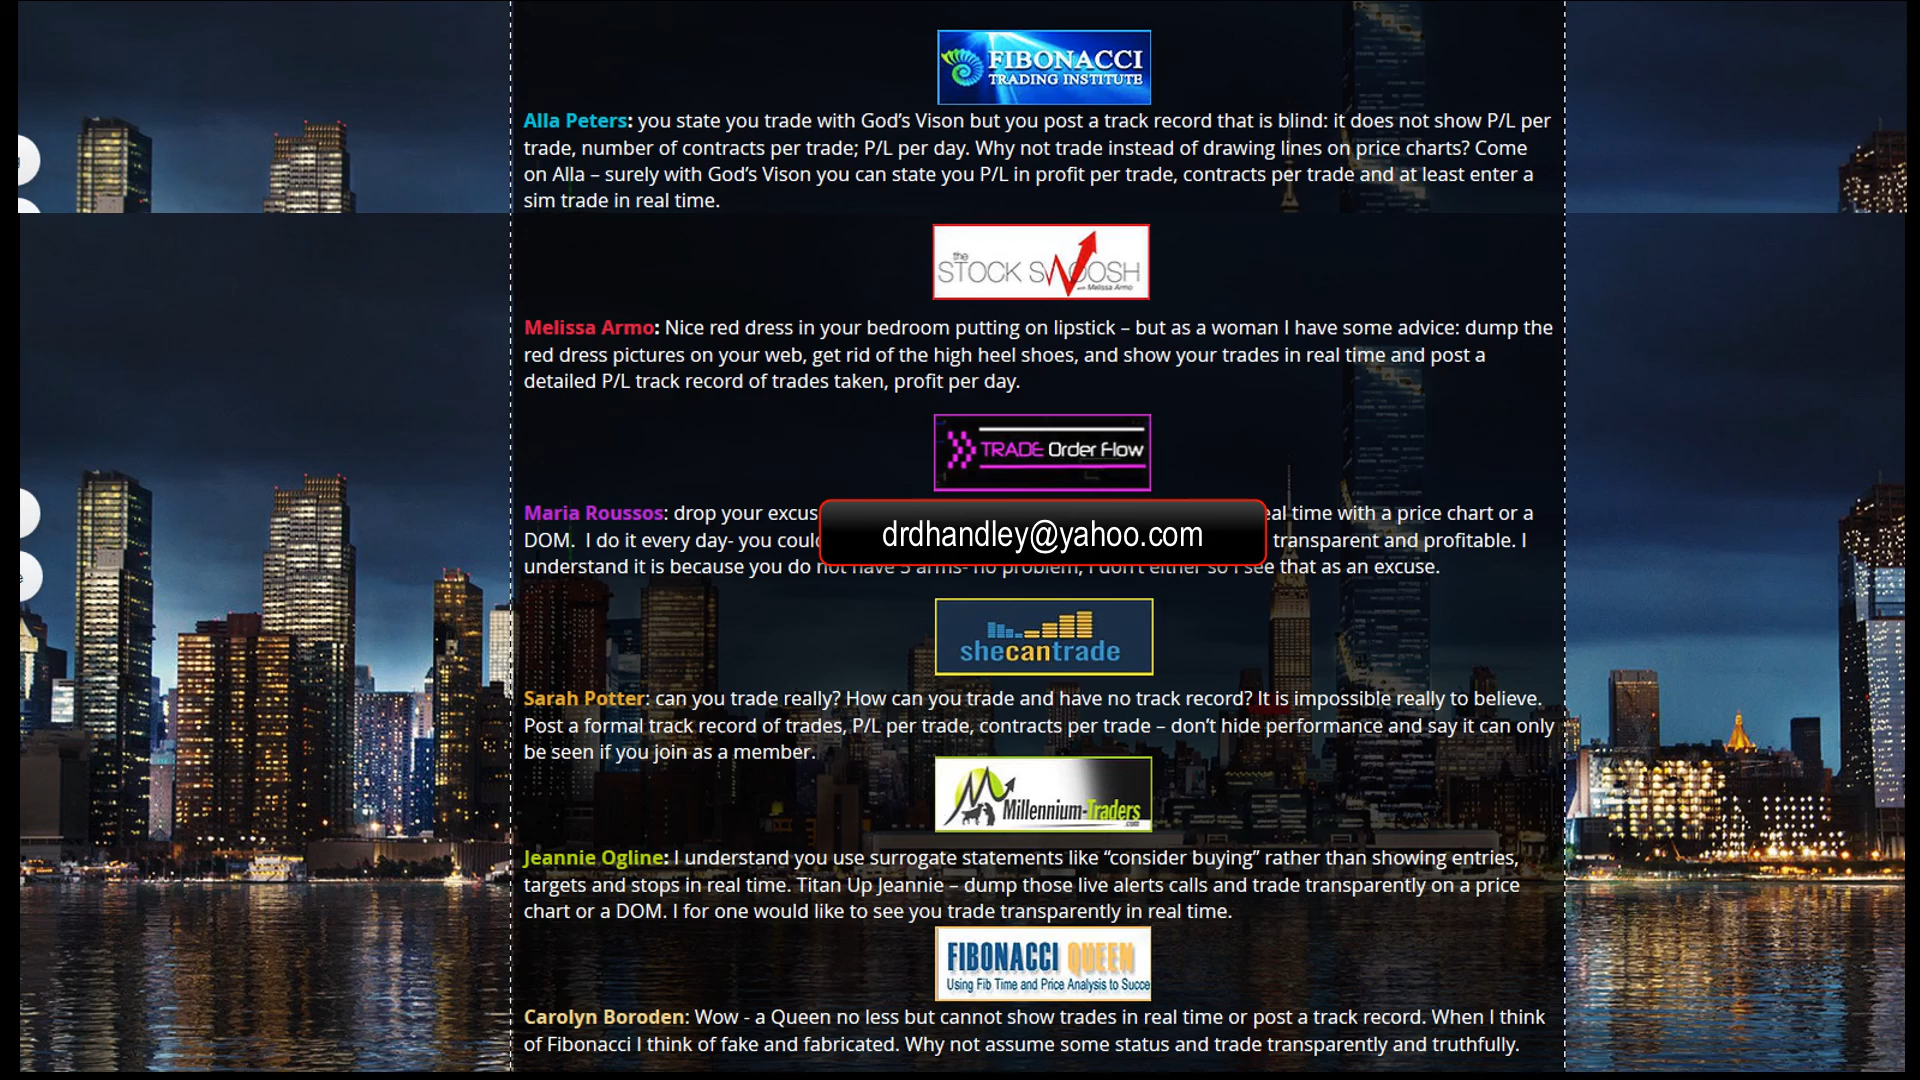 FIBONACCI
TRADING INSTITUTE
Alla Peters: you state you trade with God’s Vison but you post a track record that is blind: it does not show P/L per
trade, number of contracts per trade; P/L per day. Why not trade instead of drawing lines on price charts? Come
on Alla – surely with God’s Vison you can state you P/L in profit per trade, contracts per trade and at least enter a
sim trade in real time.
the
STOCK SWOOSH
with Melissa Armo
Melissa Armo: Nice red dress in your bedroom putting on lipstick – but as a woman I have some advice: dump the
red dress pictures on your web, get rid of the high heel shoes, and show your trades in real time and post a
detailed P/L track record of trades taken, profit per day.
TRADE Order Flow
Maria Roussos: drop your excus eal time with a price chart or a
DOM. I do it every day- you coul transparent and profitable. I
understand it is because you do not have 3 arms- no problem, I don’t either so I see that as an excuse.
drdhandley@yahoo.com
shecantrade
Sarah Potter: can you trade really? How can you trade and have no track record? It is impossible really to believe.
Post a formal track record of trades, P/L per trade, contracts per trade – don’t hide performance and say it can only
be seen if you join as a member.
Millennium-Traders
.com
Jeannie Ogline: I understand you use surrogate statements like “consider buying” rather than showing entries,
targets and stops in real time. Titan Up Jeannie – dump those live alerts calls and trade transparently on a price
chart or a DOM. I for one would like to see you trade transparently in real time.
FIBONACCI QUEEN
Using Fib Time and Price Analysis to Succe
Carolyn Boroden: Wow - a Queen no less but cannot show trades in real time or post a track record. When I think
of Fibonacci I think of fake and fabricated. Why not assume some status and trade transparently and truthfully.